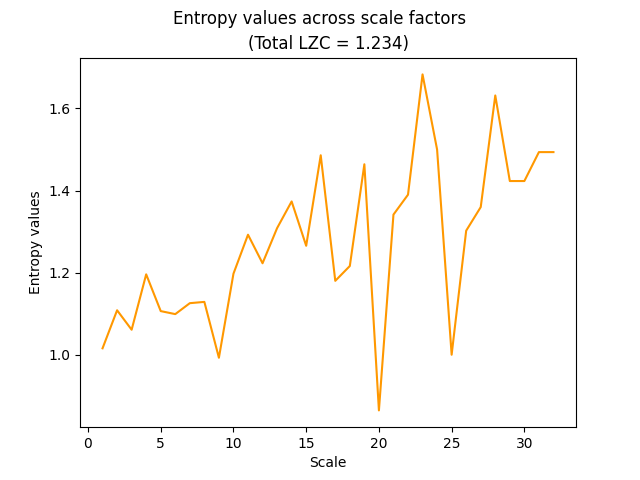 Entropy values across scale factors
(Total LZC = 1.234)
Entropy values
1.6
1.4
1.2
1.0
0 5 10 15 20 25 30
Scale